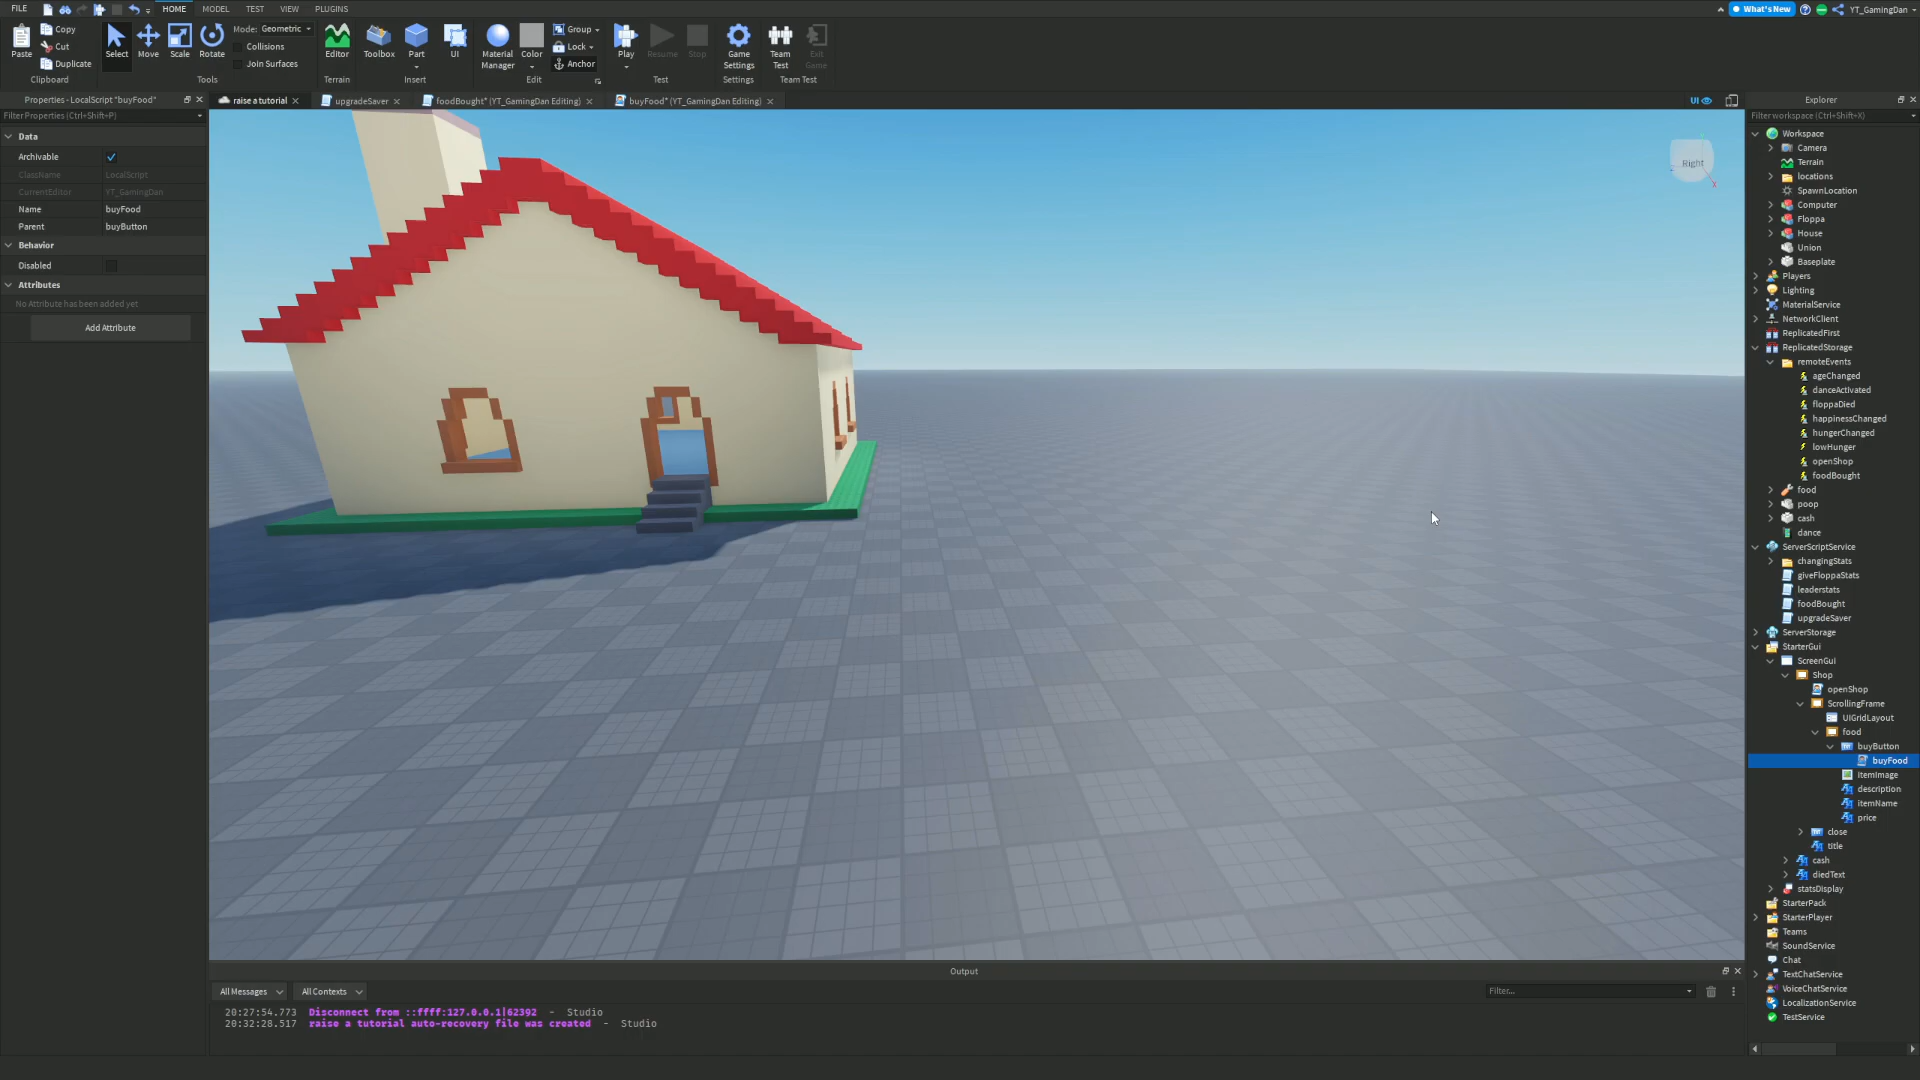 FILE HOME MODEL TEST VIEW PLUGINS What's New YT_GamingDan
Paste Copy Cut Duplicate Select Move Scale Rotate Mode: Geometric Collisions Join Surfaces Editor Toolbox Part UI Material Manager Color Group Lock Anchor Play Resume Stop Game Settings Team Test Exit Game
Clipboard Tools Terrain Insert Edit Test Settings Team Test
Properties - LocalScript "buyFood"
raise a tutorial
upgradeSaver
foodBought* (YT_GamingDan Editing)
buyFood* (YT_GamingDan Editing)
UI
Explorer
Filter Properties (Ctrl+Shift+P)
Filter workspace (Ctrl+Shift+X)
Data
Archivable
ClassName LocalScript
CurrentEditor YT_GamingDan
Name buyFood
Parent buyButton
Behavior
Disabled
Attributes
No Attribute has been added yet
Add Attribute
Right
X
Workspace
Camera
Terrain
locations
SpawnLocation
Computer
Floppa
House
Union
Baseplate
Players
Lighting
MaterialService
NetworkClient
ReplicatedFirst
ReplicatedStorage
remoteEvents
ageChanged
danceActivated
floppaDied
happinessChanged
hungerChanged
lowHunger
openShop
foodBought
food
poop
cash
dance
ServerScriptService
changingStats
giveFloppaStats
leaderstats
foodBought
upgradeSaver
ServerStorage
StarterGui
ScreenGui
Shop
openShop
ScrollingFrame
UIGridLayout
food
buyButton
buyFood
itemImage
description
itemName
price
close
title
cash
diedText
statsDisplay
StarterPack
StarterPlayer
Teams
SoundService
Chat
TextChatService
VoiceChatService
LocalizationService
TestService
Output
All Messages All Contexts Filter...
20:27:54.773 Disconnect from ::ffff:127.0.0.1|62392 - Studio
20:32:28.517 raise a tutorial auto-recovery file was created - Studio